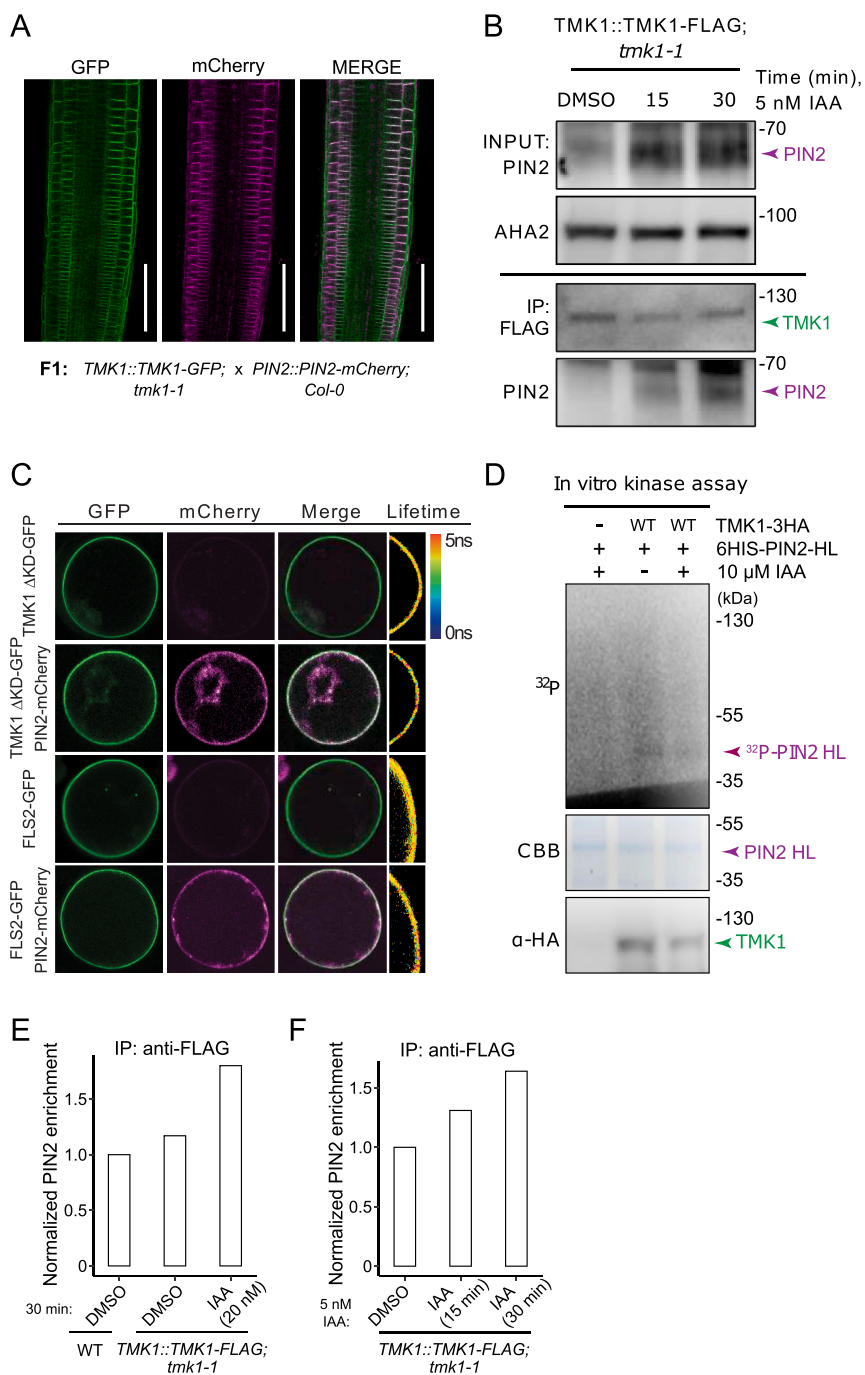 A
GFP mCherry MERGE
F1: TMK1::TMK1-GFP; x PIN2::PIN2-mCherry;
tmk1-1 Col-0
B
TMK1::TMK1-FLAG;
tmk1-1
Time (min),
DMSO 15 30 5 nM IAA
-70
INPUT:
PIN2
PIN2
-100
AHA2
-130
IP:
FLAG
TMK1
-70
PIN2
PIN2
C
GFP mCherry Merge Lifetime
TMK1 ΔKD-GFP
5ns
0ns
TMK1 ΔKD-GFP
PIN2-mCherry
FLS2-GFP
FLS2-GFP
PIN2-mCherry
D
In vitro kinase assay
- WT WT TMK1-3HA
+ + + 6HIS-PIN2-HL
+ - + 10 µM IAA
(kDa)
-130
³²P
-55
³²P-PIN2 HL
-35
-55
CBB
PIN2 HL
-35
-130
α-HA
TMK1
E
IP: anti-FLAG
Normalized PIN2 enrichment
1.5
1.0
0.5
0
30 min:
DMSO
DMSO
IAA
(20 nM)
WT TMK1::TMK1-FLAG;
tmk1-1
F
IP: anti-FLAG
Normalized PIN2 enrichment
1.5
1.0
0.5
0
5 nM
IAA:
DMSO
IAA
(15 min)
IAA
(30 min)
TMK1::TMK1-FLAG;
tmk1-1